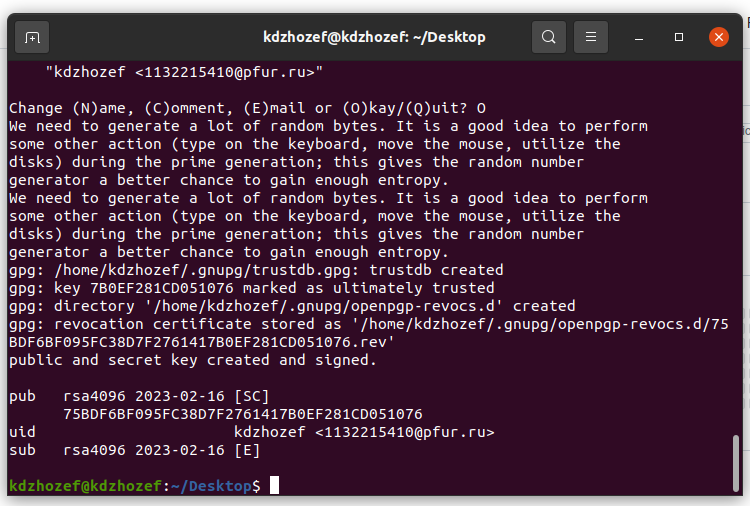 kdzhozef@kdzhozef: ~/Desktop
"kdzhozef <1132215410@pfur.ru>"
Change (N)ame, (C)omment, (E)mail or (O)kay/(Q)uit? O
We need to generate a lot of random bytes. It is a good idea to perform
some other action (type on the keyboard, move the mouse, utilize the
disks) during the prime generation; this gives the random number
generator a better chance to gain enough entropy.
We need to generate a lot of random bytes. It is a good idea to perform
some other action (type on the keyboard, move the mouse, utilize the
disks) during the prime generation; this gives the random number
generator a better chance to gain enough entropy.
gpg: /home/kdzhozef/.gnupg/trustdb.gpg: trustdb created
gpg: key 7B0EF281CD051076 marked as ultimately trusted
gpg: directory '/home/kdzhozef/.gnupg/openpgp-revocs.d' created
gpg: revocation certificate stored as '/home/kdzhozef/.gnupg/openpgp-revocs.d/75
BDF6BF095FC38D7F2761417B0EF281CD051076.rev'
public and secret key created and signed.
pub   rsa4096 2023-02-16 [SC]
75BDF6BF095FC38D7F2761417B0EF281CD051076
uid                      kdzhozef <1132215410@pfur.ru>
sub   rsa4096 2023-02-16 [E]
kdzhozef@kdzhozef:~/Desktop$